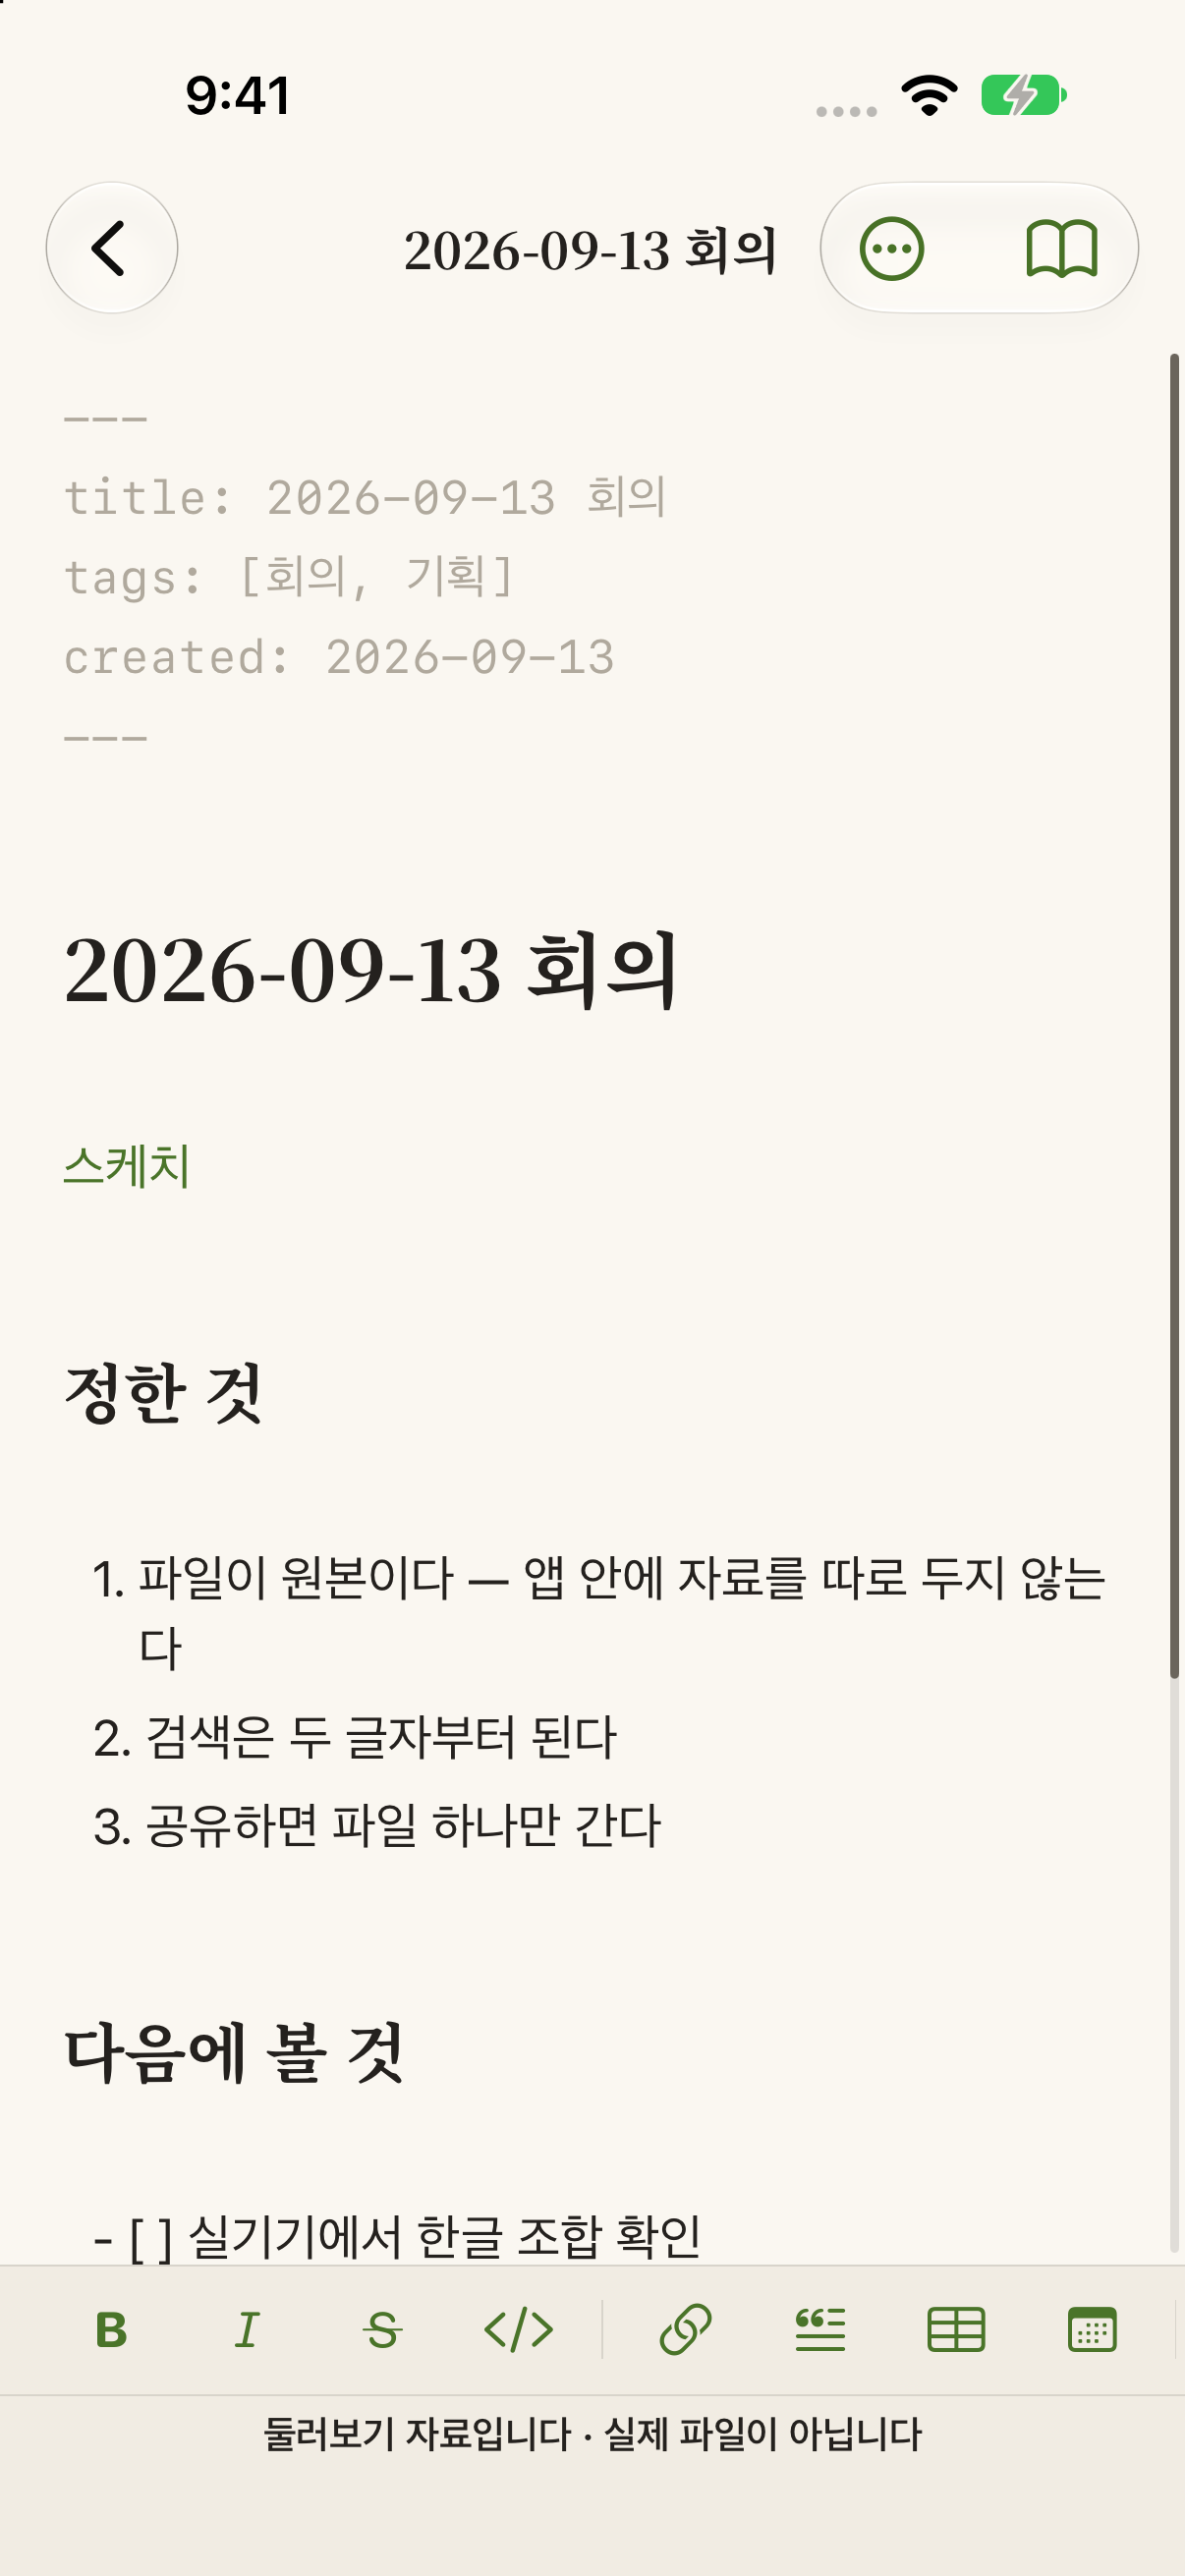 9:41
2026-09-13 회의
---
title: 2026-09-13 회의
tags: [회의, 기획]
created: 2026-09-13
---
2026-09-13 회의
스케치
정한 것
1. 파일이 원본이다 — 앱 안에 자료를 따로 두지 않는
다
2. 검색은 두 글자부터 된다
3. 공유하면 파일 하나만 간다
다음에 볼 것
- [ ] 실기기에서 한글 조합 확인
B I S </>
둘러보기 자료입니다 · 실제 파일이 아닙니다